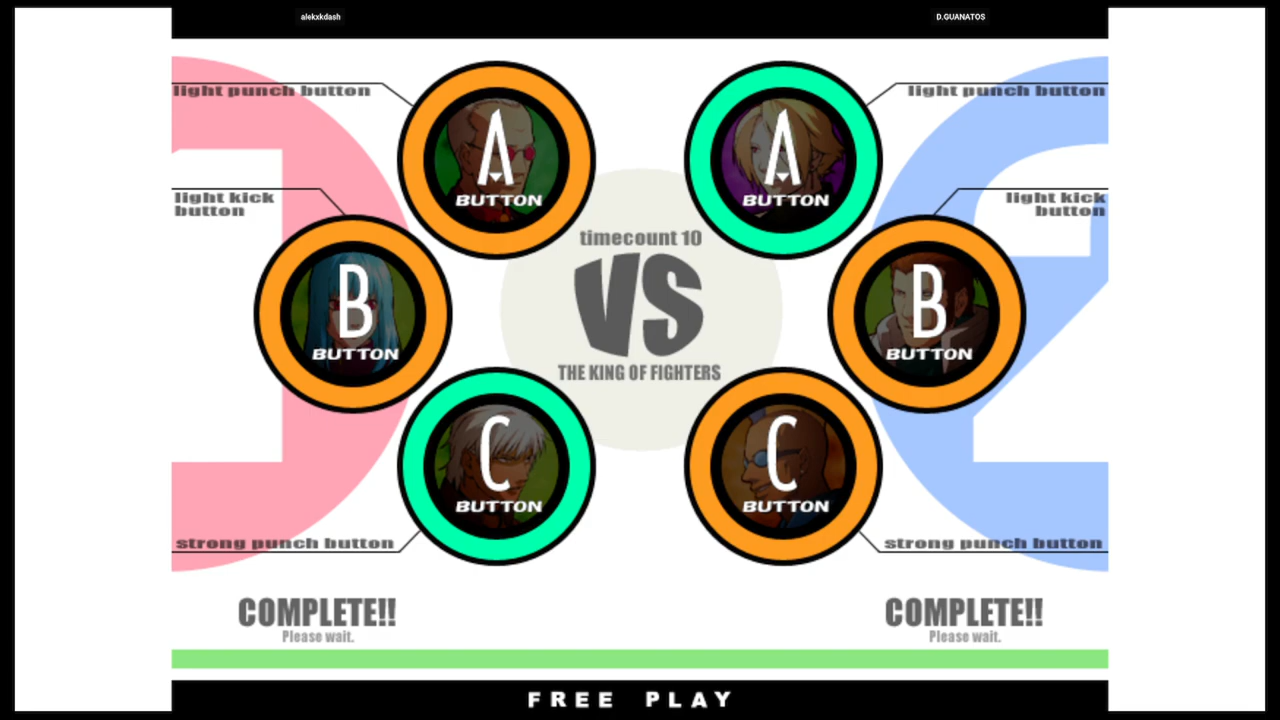 alekxkdash
D.GUANATOS
light punch button
light punch button
A
BUTTON
A
BUTTON
light kick
button
light kick
button
timecount 10
VS
THE KING OF FIGHTERS
B
BUTTON
B
BUTTON
C
BUTTON
C
BUTTON
strong punch button
strong punch button
COMPLETE!!
Please wait.
COMPLETE!!
Please wait.
FREE PLAY